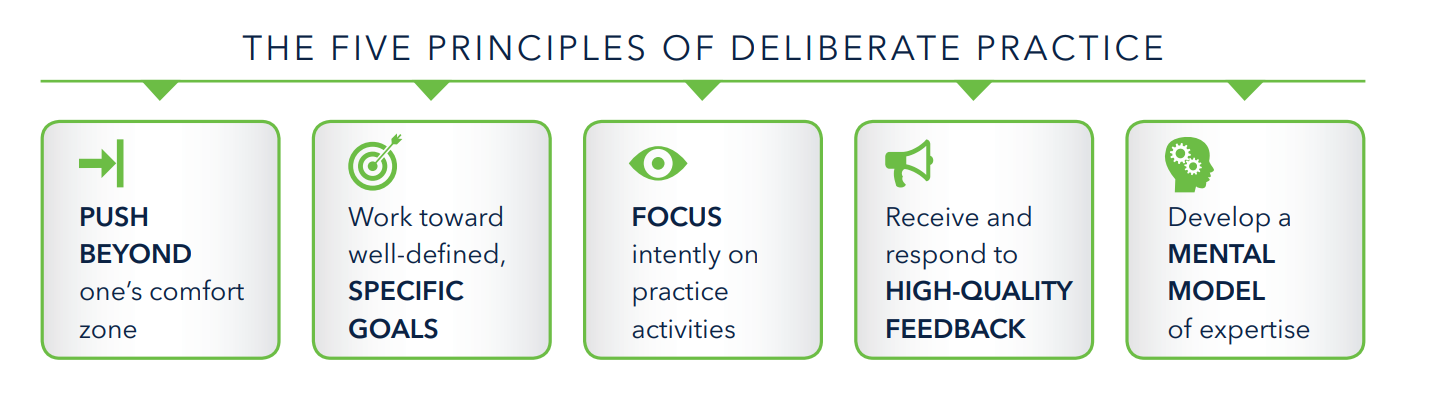 THE FIVE PRINCIPLES OF DELIBERATE PRACTICE
PUSH
BEYOND
one's comfort
zone
Work toward
well-defined,
SPECIFIC
GOALS
FOCUS
intently on
practice
activities
Receive and
respond to
HIGH-QUALITY
FEEDBACK
Develop a
MENTAL
MODEL
of expertise